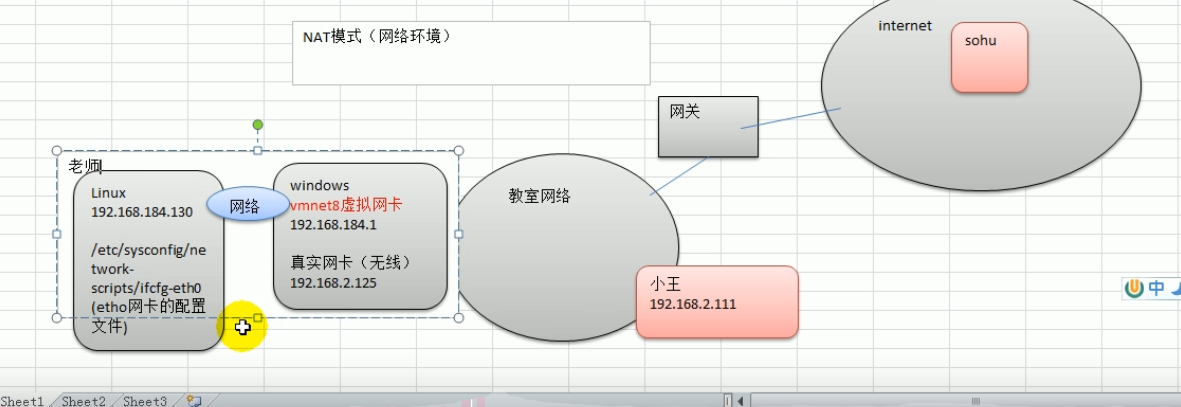 NAT模式（网络环境）
internet
sohu
网关
老师
Linux
192.168.184.130
/etc/sysconfig/ne
twork-
scripts/ifcfg-eth0
(etho网卡的配置
文件)
网络
windows
vmnet8虚拟网卡
192.168.184.1
真实网卡（无线）
192.168.2.125
教室网络
小王
192.168.2.111
中
Sheet1
Sheet2
Sheet3